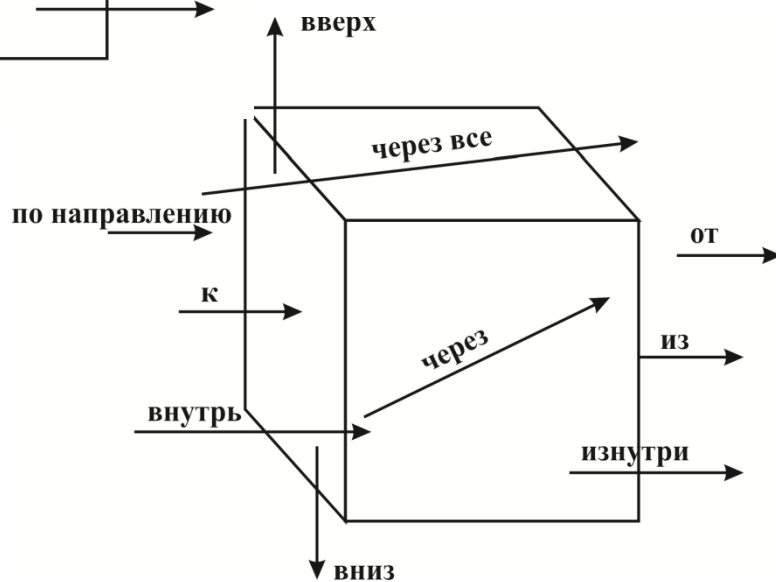 вверх
через все
по направлению
от
к
из
через
внутрь
изнутри
вниз